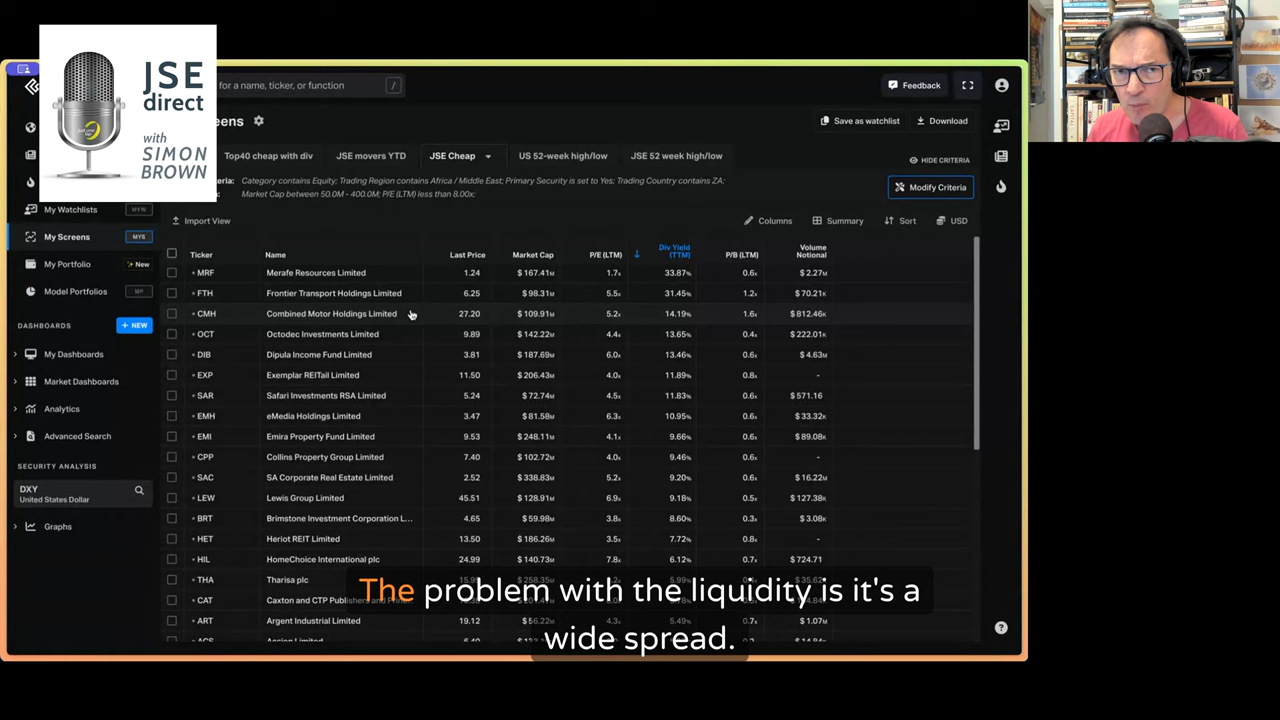 JSE
direct
with
SIMON
BROWN
for a name, ticker, or function /
Feedback
eens
Save as watchlist Download
Top40 cheap with div JSE movers YTD JSE Cheap US 52-week high/low JSE 52 week high/low
HIDE CRITERIA
iteria: Category contains Equity; Trading Region contains Africa / Middle East; Primary Security is set to Yes; Trading Country contains ZA;
Market Cap between 50.0M - 400.0M; P/E (LTM) less than 8.00x;
Modify Criteria
Import View Columns Summary Sort USD
My Watchlists MYW
My Screens MYS
My Portfolio New
Model Portfolios MP
DASHBOARDS + NEW
My Dashboards
Market Dashboards
Analytics
Advanced Search
SECURITY ANALYSIS
DXY
United States Dollar
Graphs
Ticker Name Last Price Market Cap P/E (LTM) Div Yield (TTM) P/B (LTM) Volume Notional
MRF Merafe Resources Limited 1.24 $ 167.41M 1.7x 33.87% 0.6x $ 2.27M
FTH Frontier Transport Holdings Limited 6.25 $ 98.31M 5.5x 31.45% 1.2x $ 70.21K
CMH Combined Motor Holdings Limited 27.20 $ 109.91M 5.2x 14.19% 1.6x $ 812.46K
OCT Octodec Investments Limited 9.89 $ 142.22M 4.4x 13.65% 0.4x $ 222.01K
DIB Dipula Income Fund Limited 3.81 $ 187.69M 6.0x 13.46% 0.6x $ 4.63M
EXP Exemplar REITail Limited 11.50 $ 206.43M 4.0x 11.89% 0.8x -
SAR Safari Investments RSA Limited 5.24 $ 72.74M 4.5x 11.83% 0.6x $ 571.16
EMH eMedia Holdings Limited 3.47 $ 81.58M 6.3x 10.95% 0.6x $ 33.32K
EMI Emira Property Fund Limited 9.53 $ 248.11M 4.1x 9.66% 0.6x $ 89.08K
CPP Collins Property Group Limited 7.40 $ 102.72M 4.0x 9.46% 0.6x -
SAC SA Corporate Real Estate Limited 2.52 $ 338.83M 5.2x 9.20% 0.6x $ 16.22M
LEW Lewis Group Limited 45.51 $ 128.91M 6.9x 9.18% 0.5x $ 127.38K
BRT Brimstone Investment Corporation L... 4.65 $ 59.98M 3.8x 8.60% 0.3x $ 3.08K
HET Heriot REIT Limited 13.50 $ 186.26M 3.5x 7.72% 0.8x -
HIL HomeChoice International plc 24.99 $ 140.73M 7.8x 6.12% 0.7x $ 724.71
THA Tharisa plc
CAT Caxton and CTP
ART Argent Industrial Limited 19.12 $ 56.22M 4.3x 5.49% 0.7x $ 1.07M
The problem with the liquidity is it's a
wide spread.